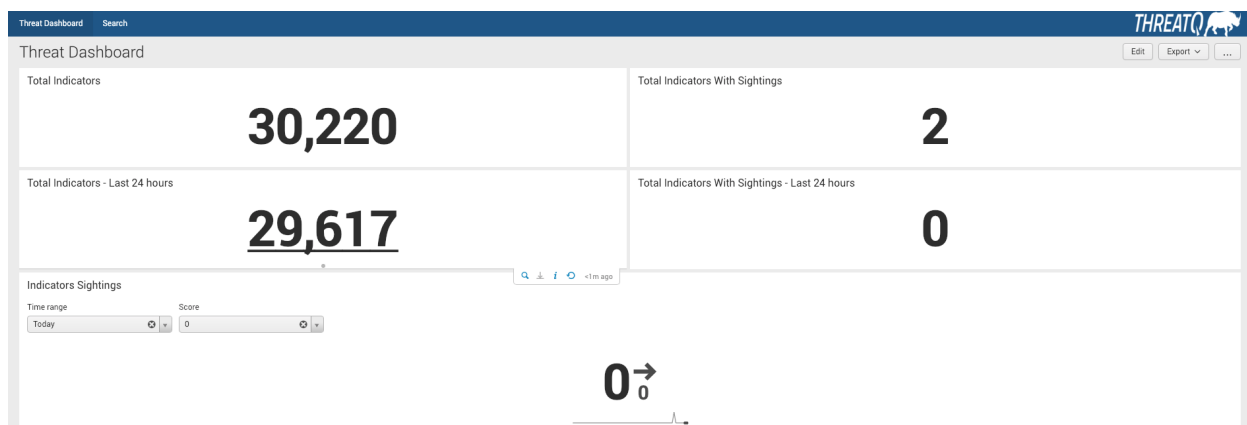 Threat Dashboard Search THREATQ
Threat Dashboard Edit Export ...
Total Indicators
30,220
Total Indicators With Sightings
2
Total Indicators - Last 24 hours
29,617
Total Indicators With Sightings - Last 24 hours
0
i <1m ago
Indicators Sightings
Time range Score
Today 0
0
0